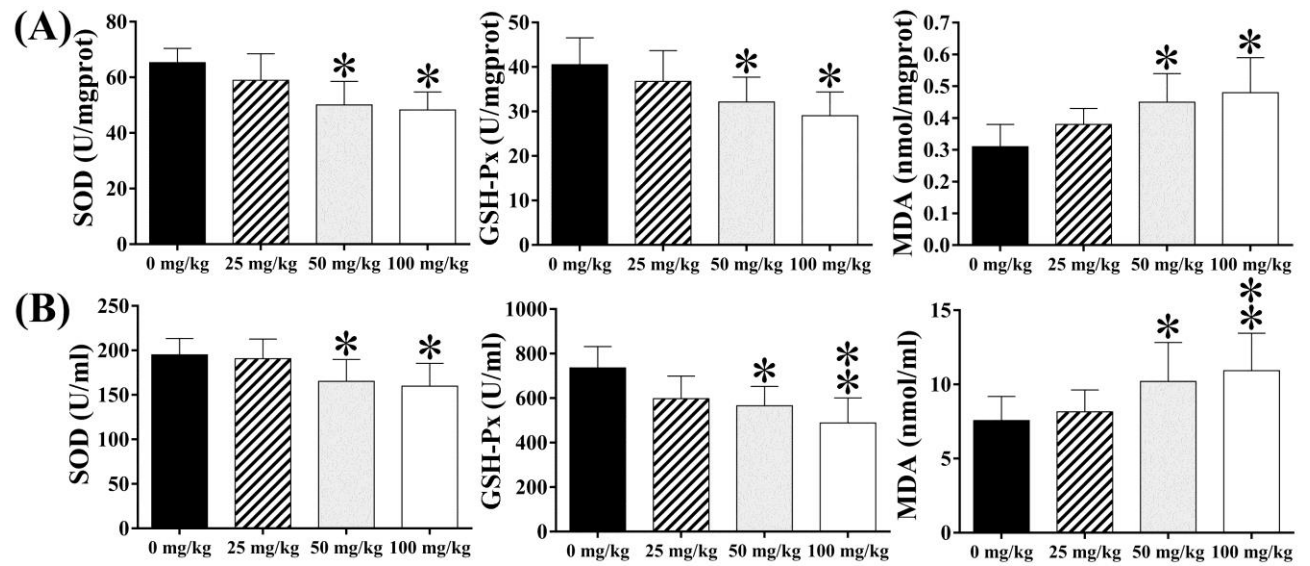 (A)
SOD (U/mgprot)
80
60
40
20
0
0 mg/kg 25 mg/kg 50 mg/kg 100 mg/kg
* *
GSH-Px (U/mgprot)
50
40
30
20
10
0
0 mg/kg 25 mg/kg 50 mg/kg 100 mg/kg
* *
MDA (nmol/mgprot)
0.7
0.6
0.5
0.4
0.3
0.2
0.1
0.0
0 mg/kg 25 mg/kg 50 mg/kg 100 mg/kg
* *
(B)
SOD (U/ml)
250
200
150
100
50
0
0 mg/kg 25 mg/kg 50 mg/kg 100 mg/kg
* *
GSH-Px (U/ml)
1000
800
600
400
200
0
0 mg/kg 25 mg/kg 50 mg/kg 100 mg/kg
* **
MDA (nmol/ml)
15
10
5
0
0 mg/kg 25 mg/kg 50 mg/kg 100 mg/kg
* **